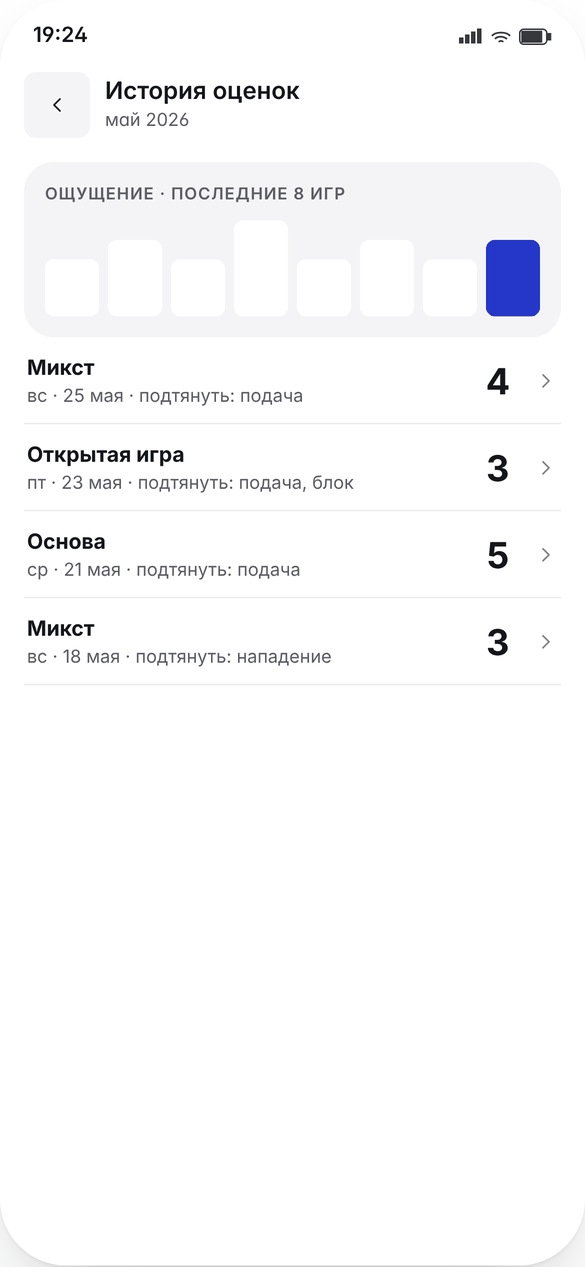 19:24
История оценок
май 2026
ОЩУЩЕНИЕ · ПОСЛЕДНИЕ 8 ИГР
Микст
вс · 25 мая · подтянуть: подача
4
Открытая игра
пт · 23 мая · подтянуть: подача, блок
3
Основа
ср · 21 мая · подтянуть: подача
5
Микст
вс · 18 мая · подтянуть: нападение
3